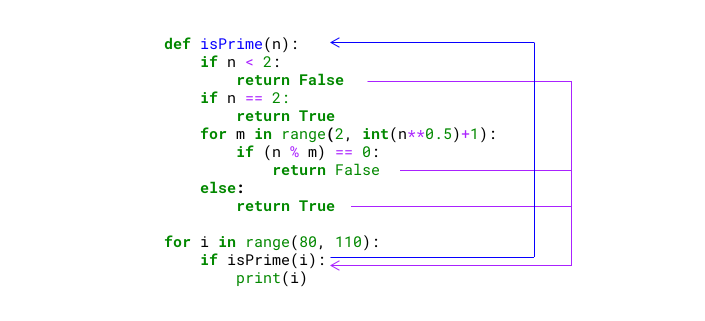 def isPrime(n):
    if n < 2:
        return False
    if n == 2:
        return True
    for m in range(2, int(n**0.5)+1):
        if (n % m) == 0:
            return False
    else:
        return True
for i in range(80, 110):
    if isPrime(i):
        print(i)